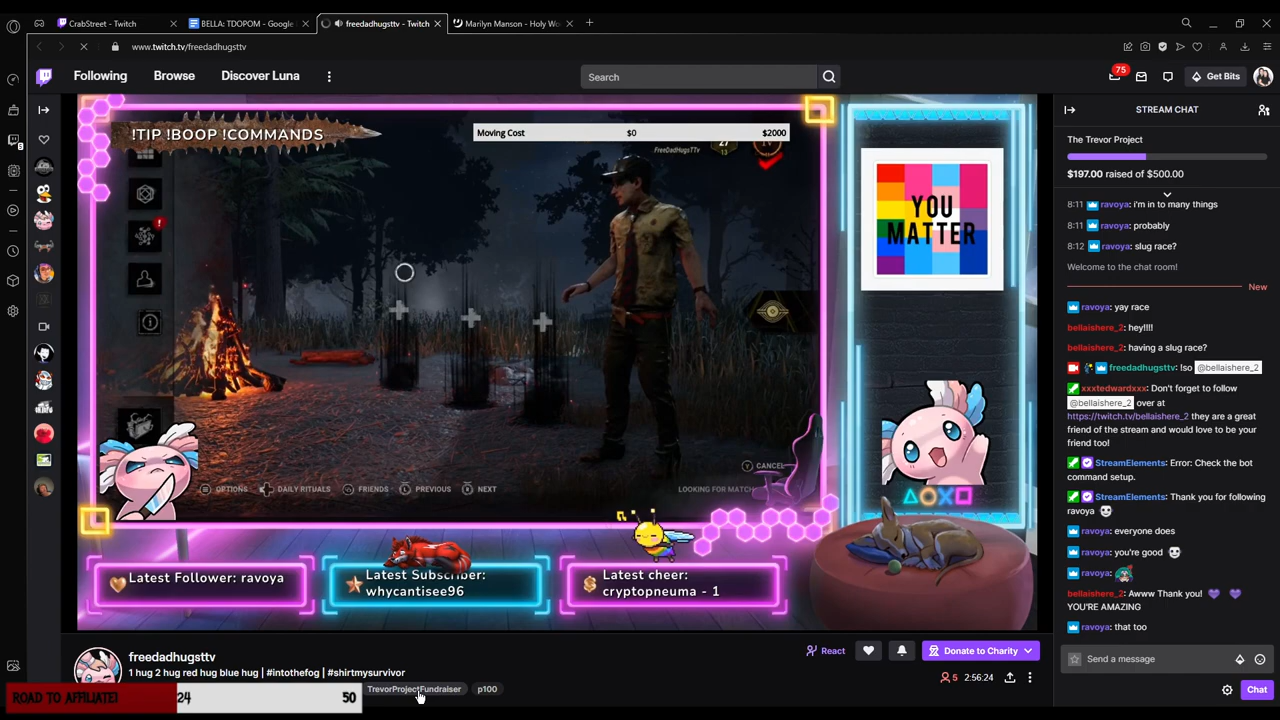 CrabStreet - Twitch
BELLA: TDOPOM - Google
freedadhugsttv - Twitch
Marilyn Manson - Holy Wo
www.twitch.tv/freedadhugsttv
Following
Browse
Discover Luna
Search
75
Get Bits
!TIP !BOOP !COMMANDS
Moving Cost $0 $2000
FreeDadHugsTTv
YOU
MATTER
CANCEL
OPTIONS
DAILY RITUALS
FRIENDS
PREVIOUS
NEXT
LOOKING FOR MATCH
Latest Follower: ravoya
Latest Subscriber:
whycantisee96
Latest cheer:
cryptopneuma - 1
freedadhugsttv
1 hug 2 hug red hug blue hug | #intothefog | #shirtmysurvivor
TrevorProjectFundraiser
p100
React
Donate to Charity
5
2:56:24
ROAD TO AFFILIATE!
24
50
STREAM CHAT
The Trevor Project
$197.00 raised of $500.00
8:11 ravoya: i'm in to many things
8:11 ravoya: probably
8:12 ravoya: slug race?
Welcome to the chat room!
New
ravoya: yay race
bellaishere_2: hey!!!!
bellaishere_2: having a slug race?
freedadhugsttv: !so @bellaishere_2
xxxtedwardxxx: Don't forget to follow
@bellaishere_2 over at
https://twitch.tv/bellaishere_2 they are a great
friend of the stream and would love to be your
friend too!
StreamElements: Error: Check the bot
command setup.
StreamElements: Thank you for following
ravoya
ravoya: everyone does
ravoya: you're good
ravoya:
bellaishere_2: Awww Thank you!
YOU'RE AMAZING
ravoya: that too
Send a message
Chat